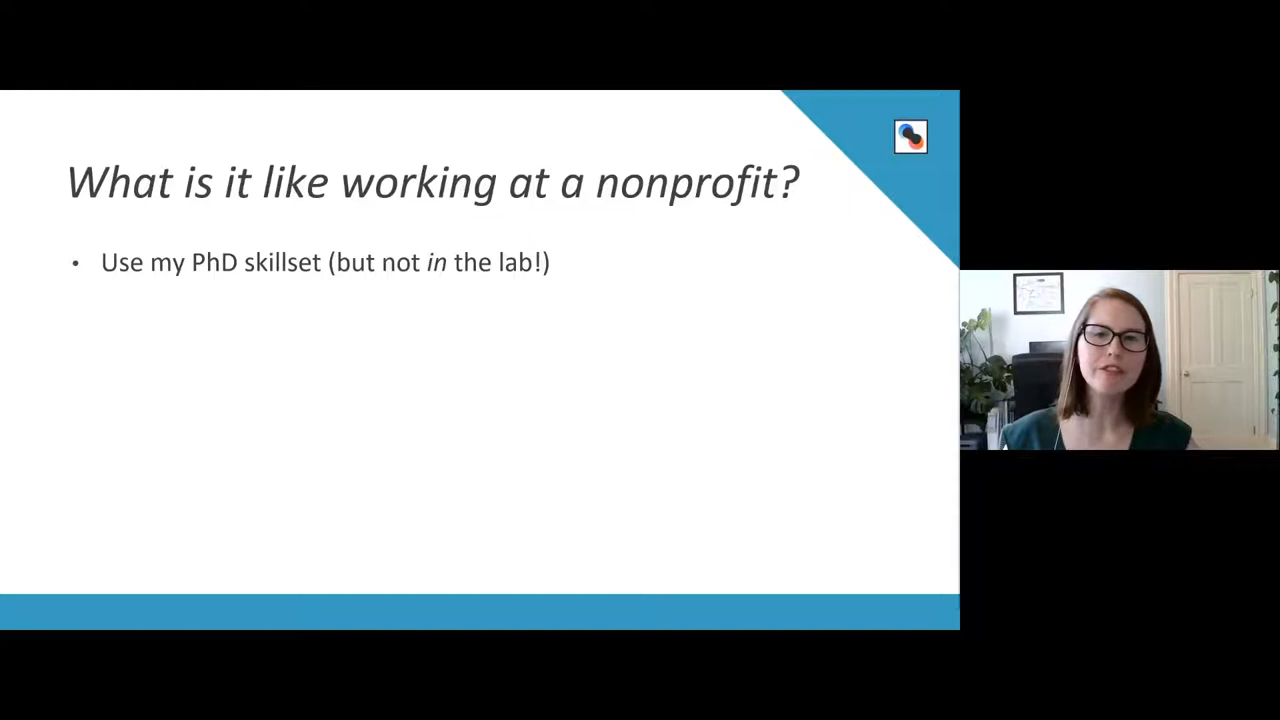 What is it like working at a nonprofit?
• Use my PhD skillset (but not in the lab!)